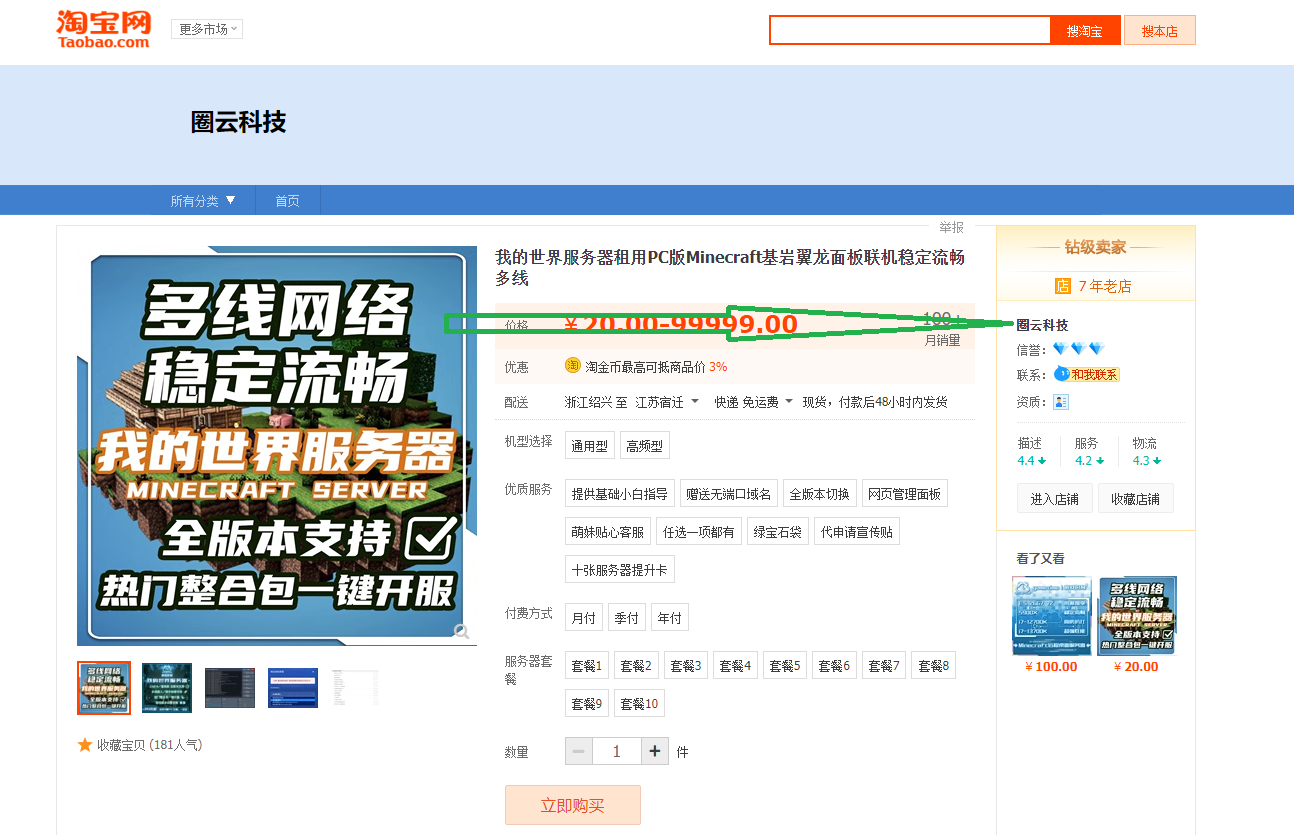 淘宝网
Taobao.com
更多市场
搜淘宝
搜本店
圈云科技
所有分类 ▼
首页
举报
多线网络
稳定流畅
我的世界服务器
MINECRAFT SERVER
全版本支持
热门整合包一键开服
收藏宝贝 (181人气)
我的世界服务器租用PC版Minecraft基岩翼龙面板联机稳定流畅
多线
价格
¥ 20.00-99999.00
100+
月销量
优惠
淘
淘金币最高可抵商品价 3%
配送
浙江绍兴 至 江苏宿迁
快递 免运费
现货，付款后48小时内发货
机型选择
通用型
高频型
优质服务
提供基础小白指导
赠送无端口域名
全版本切换
网页管理面板
萌妹贴心客服
任选一项都有
绿宝石袋
代申请宣传贴
十张服务器提升卡
付费方式
月付
季付
年付
服务器套
餐
套餐1
套餐2
套餐3
套餐4
套餐5
套餐6
套餐7
套餐8
套餐9
套餐10
数量
1
件
立即购买
钻级卖家
店 7 年老店
圈云科技
信誉：
联系：
和我联系
资质：
描述
服务
物流
4.4
4.2
4.3
进入店铺
收藏店铺
看了又看
多线网络
稳定流畅
我的世界服务器
MINECRAFT SERVER
全版本支持
热门整合包一键开服
¥ 100.00
¥ 20.00